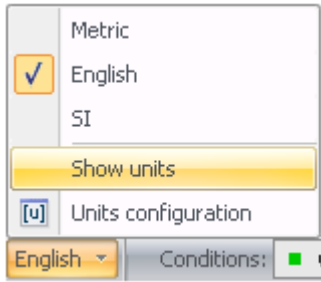 Metric
English
SI
Show units
[u] Units configuration
English Conditions: